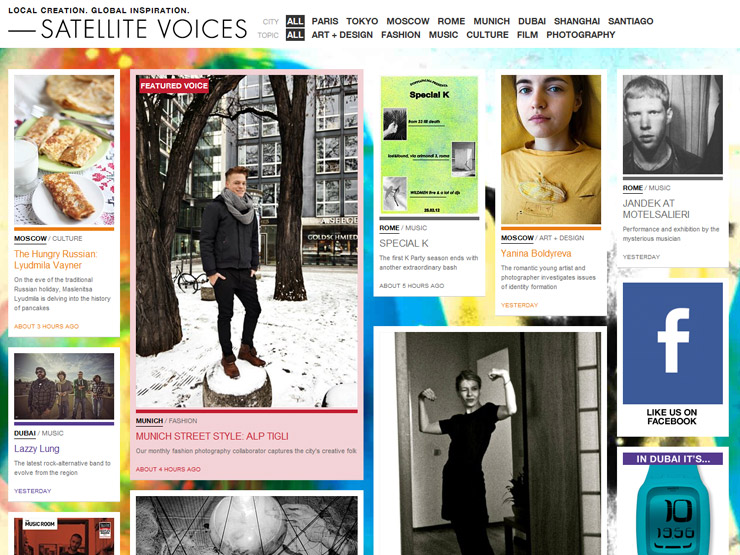 LOCAL CREATION. GLOBAL INSPIRATION.
— SATELLITE VOICES
CITY ALL PARIS TOKYO MOSCOW ROME MUNICH DUBAI SHANGHAI SANTIAGO
TOPIC ALL ART + DESIGN FASHION MUSIC CULTURE FILM PHOTOGRAPHY
MOSCOW / CULTURE
The Hungry Russian:
Lyudmila Vayner
On the eve of the traditional
Russian holiday, Maslenitsa
Lyudmila is delving into the history
of pancakes
ABOUT 3 HOURS AGO
DUBAI / MUSIC
Lazzy Lung
The latest rock-alternative band to
evolve from the region
YESTERDAY
MUSIC ROOM
FEATURED VOICE
GOLDSCHMIED
MUNICH / FASHION
MUNICH STREET STYLE: ALP TIGLI
Our monthly fashion photography collaborator captures the city's creative folk
ABOUT 4 HOURS AGO
Special K
from 22 till death
lost&found, via arimondi 3, roma
WILDMEN live & a lot of djs
ROME / MUSIC
SPECIAL K
The first K Party season ends with
another extraordinary bash
ABOUT 5 HOURS AGO
MOSCOW / ART + DESIGN
Yanina Boldyreva
The romantic young artist and
photographer investigates issues
of identity formation
YESTERDAY
ROME / MUSIC
JANDEK AT
MOTELSALIERI
Performance and exhibition by the
mysterious musician
YESTERDAY
f
LIKE US ON
FACEBOOK
IN DUBAI IT'S...
10
1956